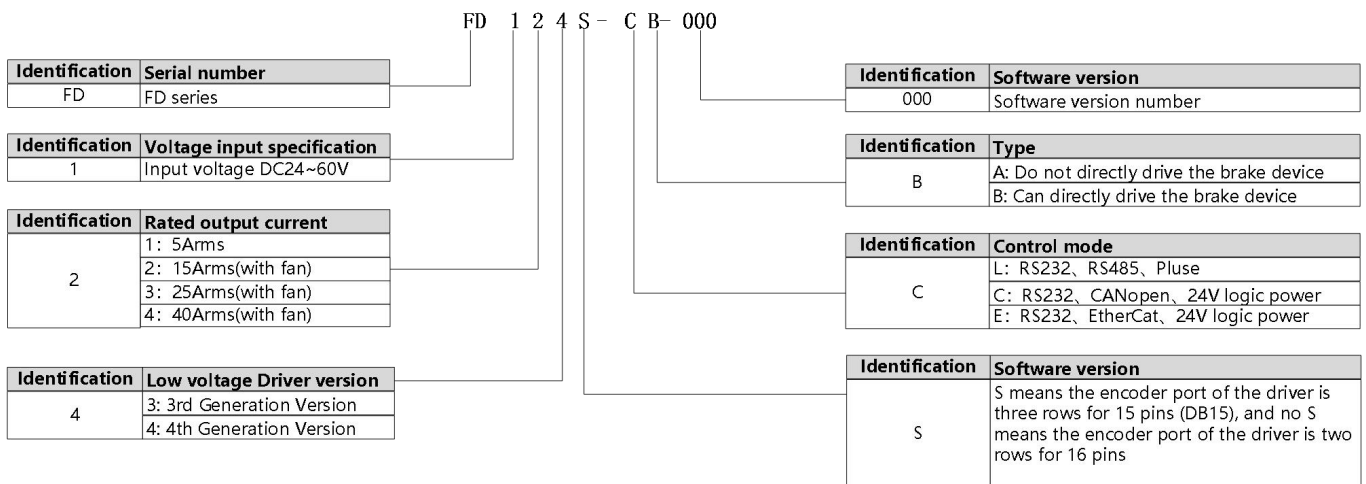 FD 1 2 4 S - C B- 000
Identification Serial number
FD FD series
Identification Voltage input specification
1 Input voltage DC24~60V
Identification Rated output current
2
1: 5Arms
2: 15Arms(with fan)
3: 25Arms(with fan)
4: 40Arms(with fan)
Identification Low voltage Driver version
4
3: 3rd Generation Version
4: 4th Generation Version
Identification Software version
000 Software version number
Identification Type
B
A: Do not directly drive the brake device
B: Can directly drive the brake device
Identification Control mode
C
L: RS232、RS485、Pluse
C: RS232、CANopen、24V logic power
E: RS232、EtherCat、24V logic power
Identification Software version
S
S means the encoder port of the driver is
three rows for 15 pins (DB15), and no S
means the encoder port of the driver is two
rows for 16 pins